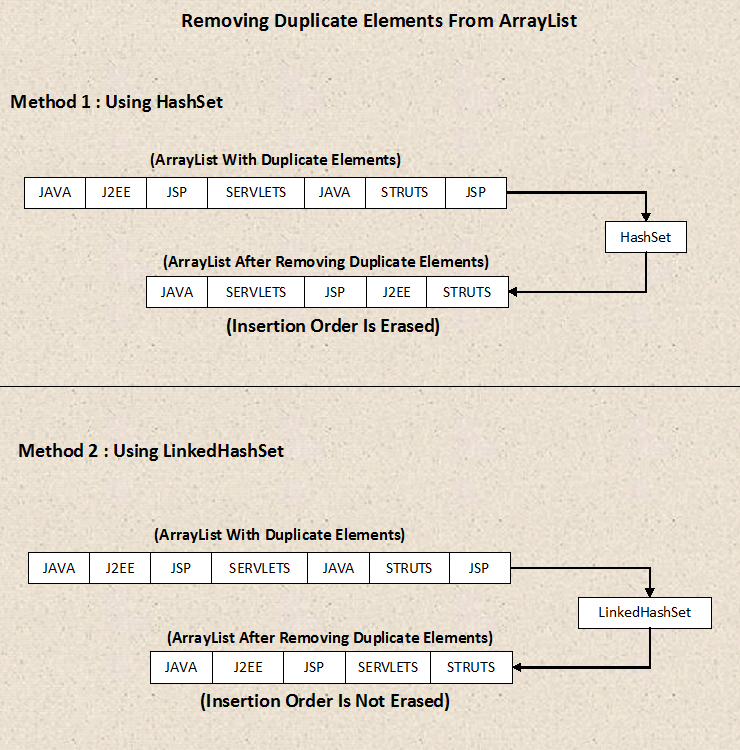 Removing Duplicate Elements From ArrayList
Method 1 : Using HashSet
(ArrayList With Duplicate Elements)
JAVA J2EE JSP SERVLETS JAVA STRUTS JSP
HashSet
(ArrayList After Removing Duplicate Elements)
JAVA SERVLETS JSP J2EE STRUTS
(Insertion Order Is Erased)
Method 2 : Using LinkedHashSet
(ArrayList With Duplicate Elements)
JAVA J2EE JSP SERVLETS JAVA STRUTS JSP
LinkedHashSet
(ArrayList After Removing Duplicate Elements)
JAVA J2EE JSP SERVLETS STRUTS
(Insertion Order Is Not Erased)